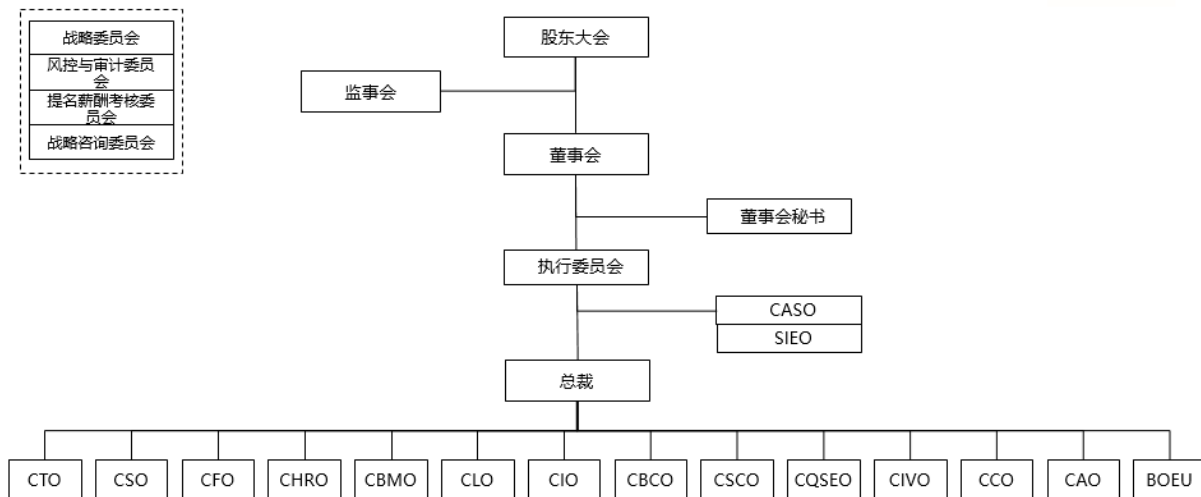 战略委员会
风控与审计委员
会
提名薪酬考核委
员会
战略咨询委员会
股东大会
监事会
董事会
董事会秘书
执行委员会
CASO
SIEO
总裁
CTO
CSO
CFO
CHRO
CBMO
CLO
CIO
CBCO
CSCO
CQSEO
CIVO
CCO
CAO
BOEU